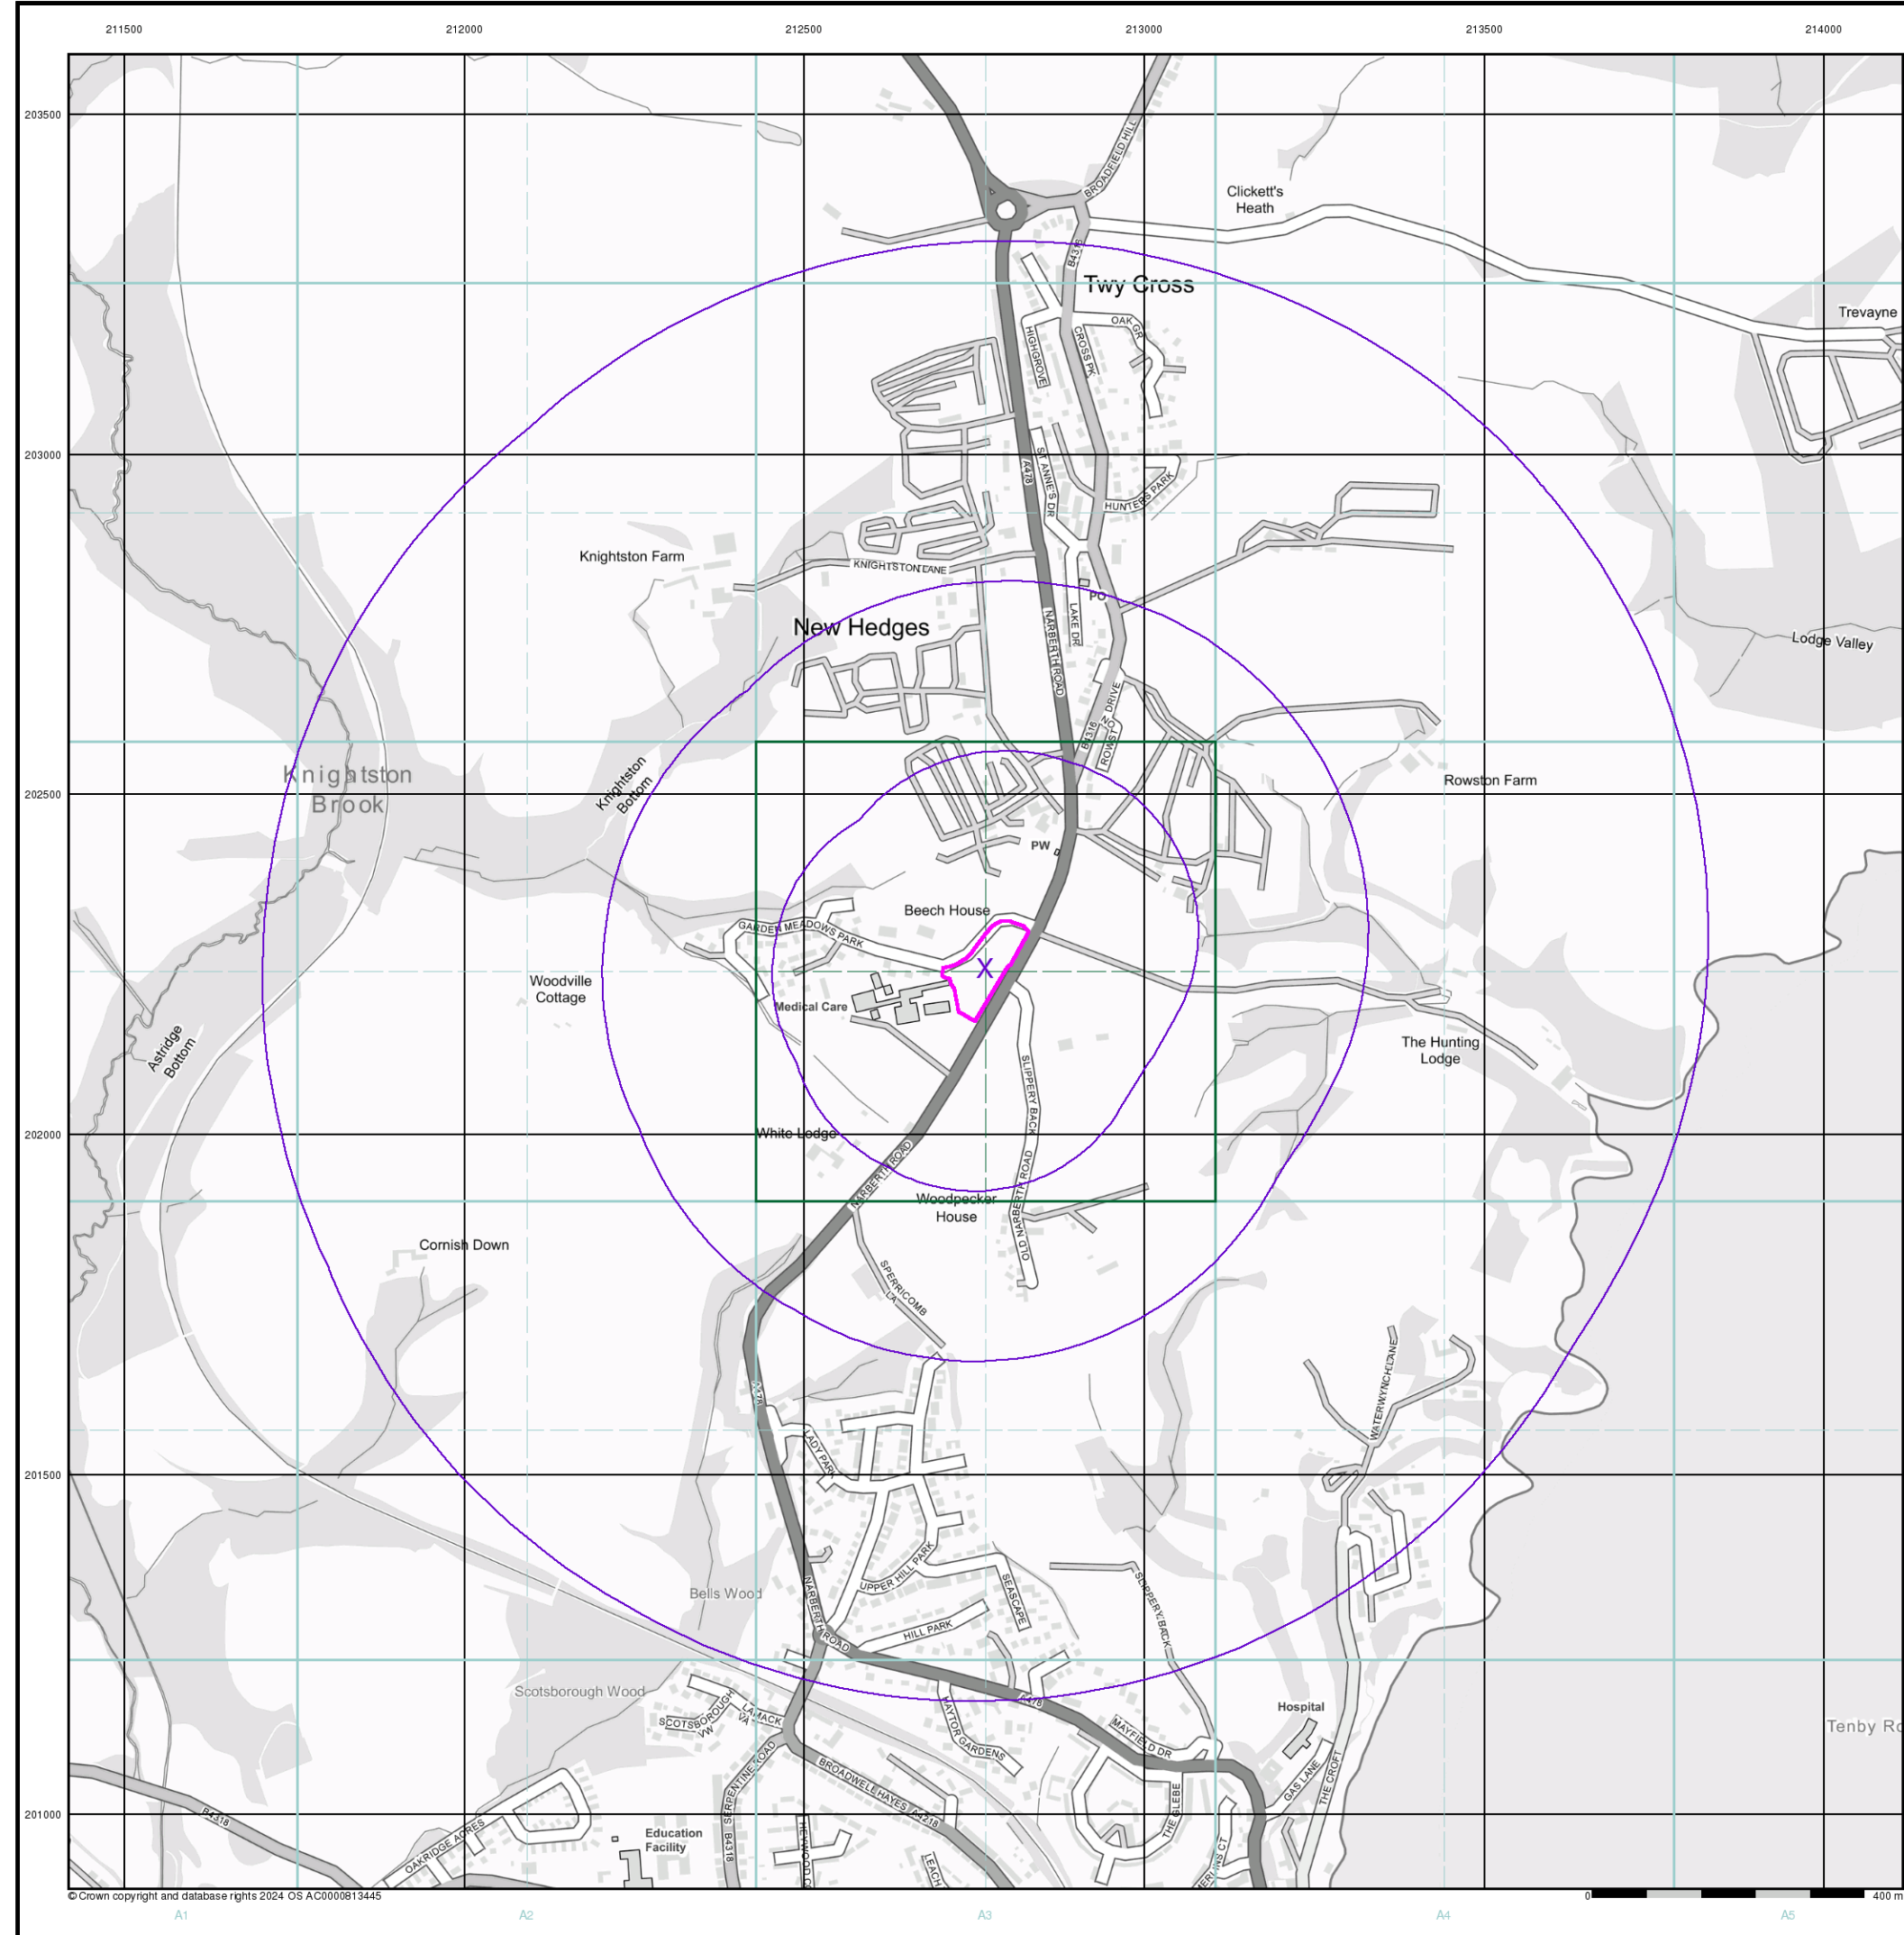 211500
212000
212500
213000
213500
214000
203500
BROADFIELD HILL
Clickett's
Heath
B4316
Twy Cross
Trevayne
OAK
GR
HIGHGROVE
CROSS PK
203000
A478
ST ANNE'S DR
HUNTERS PARK
Knightston Farm
KNIGHTSTON LANE
PO
LAKE DR
NARBERTH ROAD
New Hedges
Lodge Valley
B4316
ROWSTON DRIVE
Knightston
Brook
Knightston
Bottom
Rowston Farm
202500
PW
Beech House
GARDEN MEADOWS PARK
X
Woodville
Cottage
Medical Care
Astridge
Bottom
The Hunting
Lodge
SLIPPERY BACK
202000
White Lodge
NARBERTH ROAD
Woodpecker
House
OLD NARBERTH ROAD
Cornish Down
SPERRICOMB
LA
A478
WATERWYNCH LANE
LADY PARK
201500
UPPER HILL PARK
SEASCAPE
SLIPPERY BACK
Bells Wood
NARBERTH ROAD
HILL PARK
Scotsborough Wood
SCOTSBOROUGH
VW
LAMACK
VA
A478
HAYTOR GARDENS
MAYFIELD DR
Hospital
Tenby Ro
SERPENTINE ROAD
B4318
BROADWELL HAYES A4218
THE GLEBE
GAS LANE
THE CROFT
201000
B4318
OAKRIDGE ACRES
Education
Facility
HEYWOOD C
LEACH
ERLINS CT
© Crown copyright and database rights 2024 OS AC0000813445
0
400 m
A1
A2
A3
A4
A5